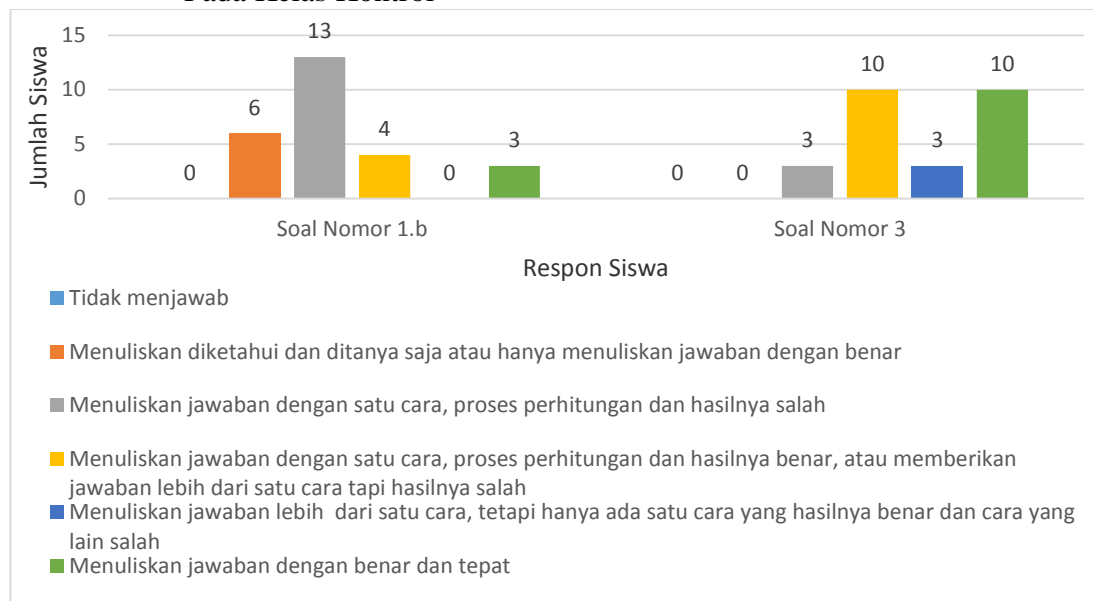 Pada Kelas Kontrol
15
10
5
0
Jumlah Siswa
0
6
13
4
0
3
0
0
3
10
3
10
Soal Nomor 1.b
Soal Nomor 3
Respon Siswa
Tidak menjawab
Menuliskan diketahui dan ditanya saja atau hanya menuliskan jawaban dengan benar
Menuliskan jawaban dengan satu cara, proses perhitungan dan hasilnya salah
Menuliskan jawaban dengan satu cara, proses perhitungan dan hasilnya benar, atau memberikan
jawaban lebih dari satu cara tapi hasilnya salah
Menuliskan jawaban lebih dari satu cara, tetapi hanya ada satu cara yang hasilnya benar dan cara yang
lain salah
Menuliskan jawaban dengan benar dan tepat